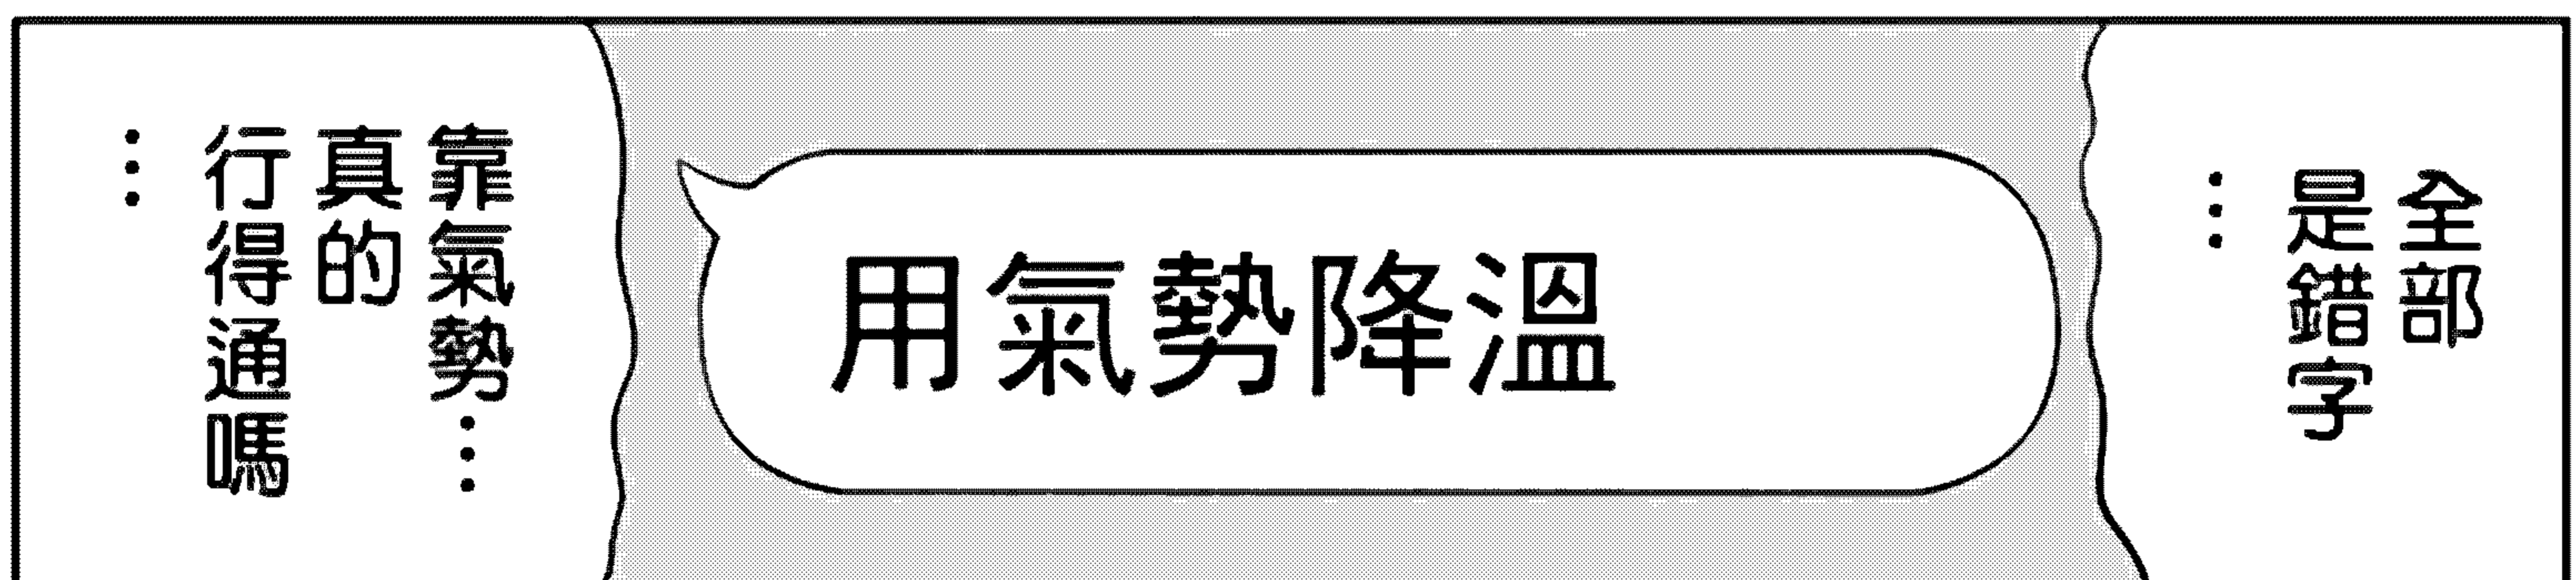 全部
是錯字
⋯
用氣勢降溫
靠氣勢⋯
真的
行得通嗎
⋯